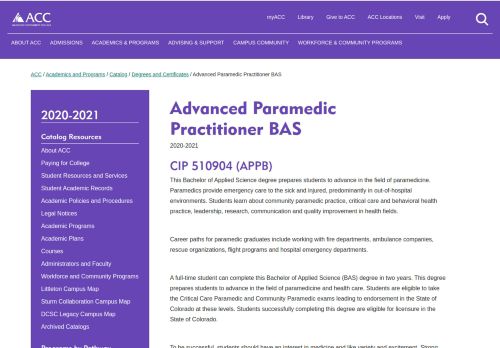 myACC Library Give to ACC ACC Locations Visit Apply
ACC
ABOUT ACC ADMISSIONS ACADEMICS & PROGRAMS ADVISING & SUPPORT CAMPUS COMMUNITY WORKFORCE & COMMUNITY PROGRAMS
ACC / Academics and Programs / Catalog / Degrees and Certificates / Advanced Paramedic Practitioner BAS
2020-2021
Catalog Resources
About ACC
Paying for College
Student Resources and Services
Student Academic Records
Academic Policies and Procedures
Legal Notices
Academic Programs
Academic Plans
Courses
Administrators and Faculty
Workforce and Community Programs
Littleton Campus Map
Sturm Collaboration Campus Map
DCSC Legacy Campus Map
Archived Catalogs
Programs by Pathway
Advanced Paramedic
Practitioner BAS
2020-2021
CIP 510904 (APPB)
This Bachelor of Applied Science degree prepares students to advance in the field of paramedicine.
Paramedics provide emergency care to the sick and injured, predominantly in out-of-hospital
environments. Students learn about community paramedic practice, critical care and behavioral health
practice, leadership, research, communication and quality improvement in health fields.
Career paths for paramedic graduates include working with fire departments, ambulance companies,
rescue organizations, flight programs and hospital emergency departments.
A full-time student can complete this Bachelor of Applied Science (BAS) degree in two years. This degree
prepares students to advance in the field of paramedicine and health care. Students are eligible to take
the Critical Care Paramedic and Community Paramedic exams leading to endorsement in the State of
Colorado at these levels. Students successfully completing this degree are eligible for licensure in the
State of Colorado.
To be successful, students should have an interest in medicine and like variety and excitement. Strong